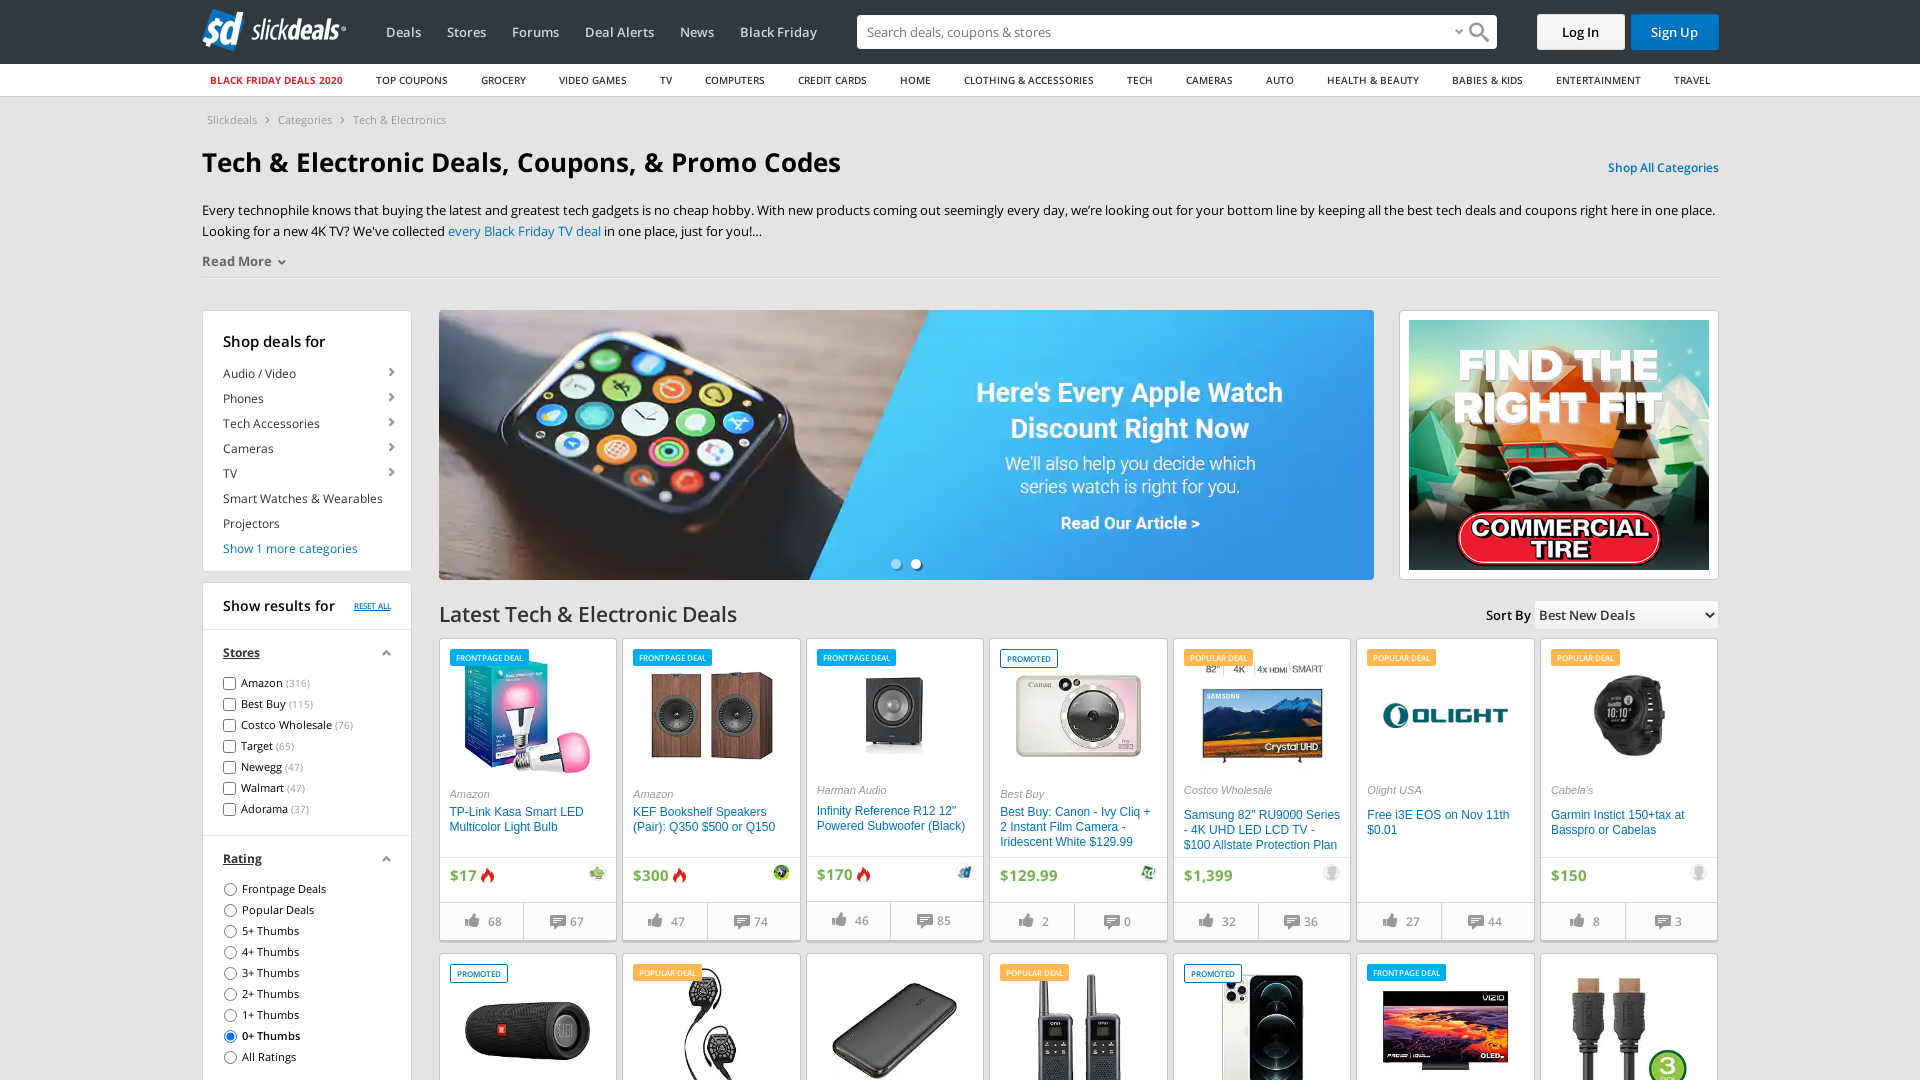 slickdeals
Deals
Stores
Forums
Deal Alerts
News
Black Friday
Search deals, coupons & stores
Log In
Sign Up
BLACK FRIDAY DEALS 2020
TOP COUPONS
GROCERY
VIDEO GAMES
TV
COMPUTERS
CREDIT CARDS
HOME
CLOTHING & ACCESSORIES
TECH
CAMERAS
AUTO
HEALTH & BEAUTY
BABIES & KIDS
ENTERTAINMENT
TRAVEL
Slickdeals > Categories > Tech & Electronics
Tech & Electronic Deals, Coupons, & Promo Codes
Shop All Categories
Every technophile knows that buying the latest and greatest tech gadgets is no cheap hobby. With new products coming out seemingly every day, we’re looking out for your bottom line by keeping all the best tech deals and coupons right here in one place.
Looking for a new 4K TV? We've collected every Black Friday TV deal in one place, just for you!...
Read More
Shop deals for
Audio / Video
Phones
Tech Accessories
Cameras
TV
Smart Watches & Wearables
Projectors
Show 1 more categories
Here's Every Apple Watch
Discount Right Now
We'll also help you decide which
series watch is right for you.
Read Our Article >
FIND THE
RIGHT FIT
COMMERCIAL
TIRE
Show results for
RESET ALL
Stores
Amazon (316)
Best Buy (115)
Costco Wholesale (76)
Target (65)
Newegg (47)
Walmart (47)
Adorama (37)
Rating
Frontpage Deals
Popular Deals
5+ Thumbs
4+ Thumbs
3+ Thumbs
2+ Thumbs
1+ Thumbs
0+ Thumbs
All Ratings
Latest Tech & Electronic Deals
Sort By
Best New Deals
FRONTPAGE DEAL
Amazon
TP-Link Kasa Smart LED
Multicolor Light Bulb
$17
68
67
FRONTPAGE DEAL
Amazon
KEF Bookshelf Speakers
(Pair): Q350 $500 or Q150
$300
47
74
FRONTPAGE DEAL
Harman Audio
Infinity Reference R12 12"
Powered Subwoofer (Black)
$170
46
85
PROMOTED
Canon
Best Buy
Best Buy: Canon - Ivy Cliq +
2 Instant Film Camera -
Iridescent White $129.99
$129.99
2
0
POPULAR DEAL
82" 4K 4x HDMI SMART
SAMSUNG
Crystal UHD
Costco Wholesale
Samsung 82" RU9000 Series
- 4K UHD LED LCD TV -
$100 Allstate Protection Plan
$1,399
32
36
POPULAR DEAL
OLIGHT
Olight USA
Free i3E EOS on Nov 11th
$0.01
27
44
POPULAR DEAL
10:10
Cabela's
Garmin Instict 150+tax at
Basspro or Cabelas
$150
8
3
PROMOTED
JBL
POPULAR DEAL
POPULAR DEAL
onn
onn
PROMOTED
FRONTPAGE DEAL
VIZIO
OLED
3